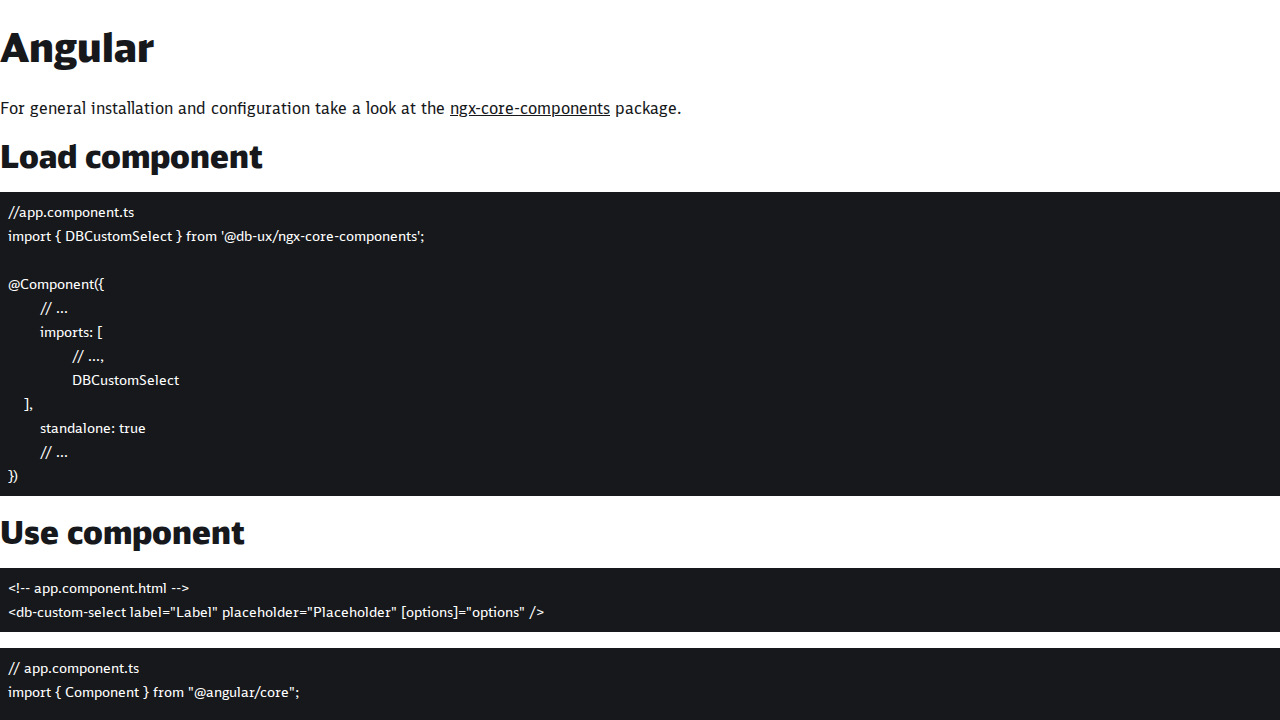 Angular
For general installation and configuration take a look at the ngx-core-components package.
Load component
//app.component.ts
import { DBCustomSelect } from '@db-ux/ngx-core-components';
@Component({
// ...
imports: [
// ...,
DBCustomSelect
],
standalone: true
// ...
})
Use component
<!-- app.component.html -->
<db-custom-select label="Label" placeholder="Placeholder" [options]="options" />
// app.component.ts
import { Component } from "@angular/core";